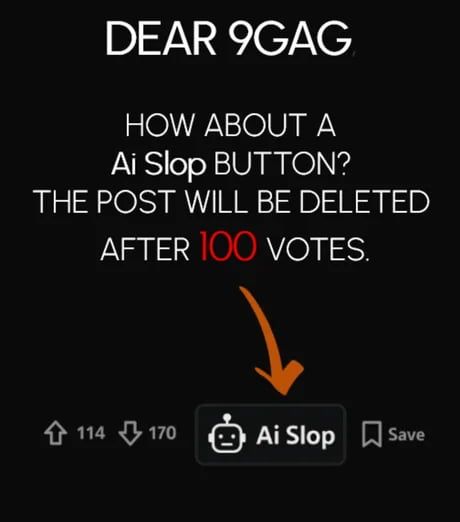 DEAR 9GAG,
HOW ABOUT A
Ai Slop BUTTON?
THE POST WILL BE DELETED
AFTER 100 VOTES.
114 170 Ai Slop Save